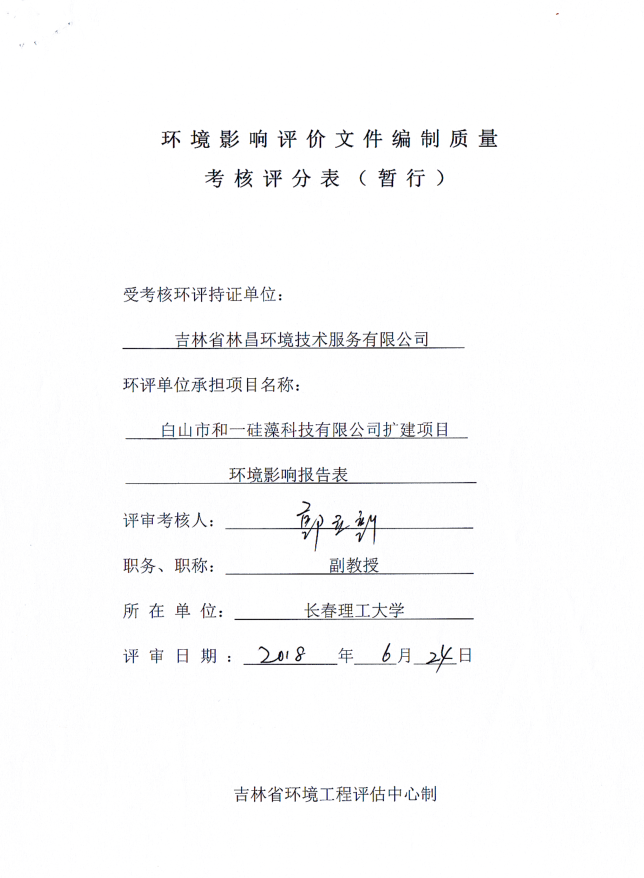 环境影响评价文件编制质量
考核评分表（暂行）
受考核环评持证单位：
吉林省林昌环境技术服务有限公司
环评单位承担项目名称：
白山市和一硅藻科技有限公司扩建项目
环境影响报告表
评审考核人：
职务、职称： 副教授
所在单位： 长春理工大学
评审日期： 2018 年 6 月 24 日
吉林省环境工程评估中心制